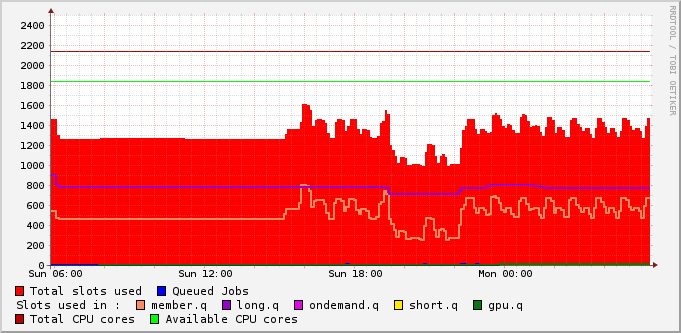 RRDTOOL / TOBI OETIKER
2400
2200
2000
1800
1600
1400
1200
1000
800
600
400
200
0
Sun 06:00 Sun 12:00 Sun 18:00 Mon 00:00
Total slots used Queued Jobs
Slots used in : member.q long.q ondemand.q short.q gpu.q
Total CPU cores Available CPU cores